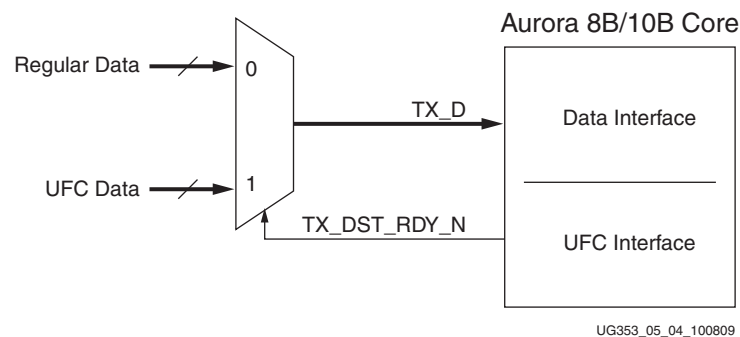 Aurora 8B/10B Core
Regular Data
0
TX_D
Data Interface
UFC Data
1
TX_DST_RDY_N
UFC Interface
UG353_05_04_100809